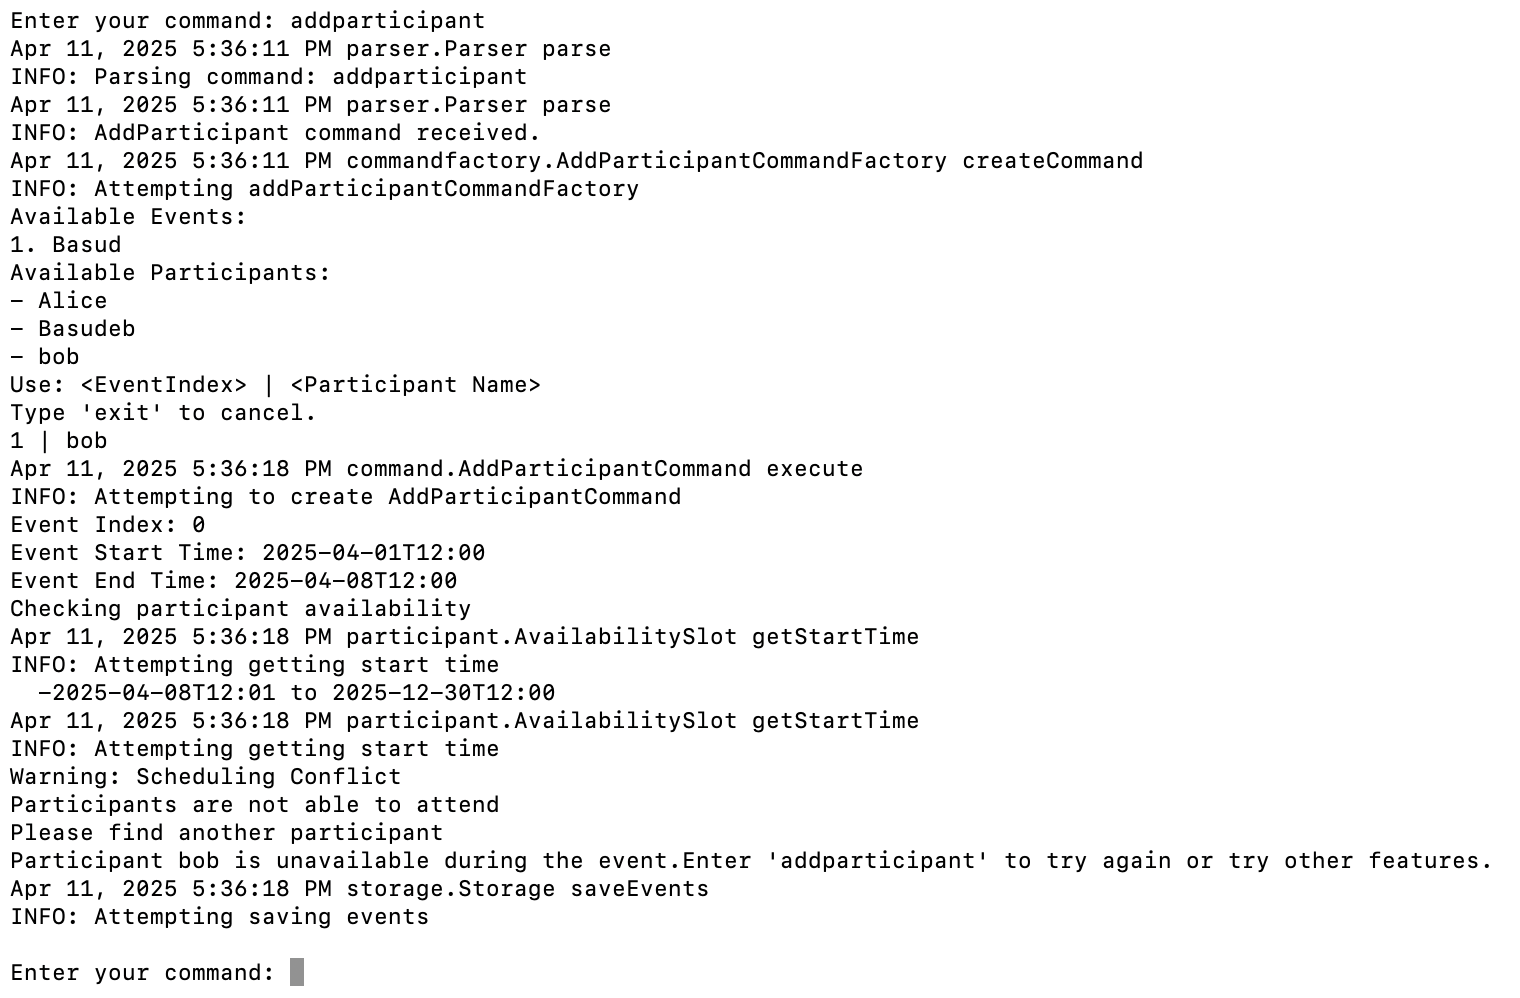 Enter your command: addparticipant
Apr 11, 2025 5:36:11 PM parser.Parser parse
INFO: Parsing command: addparticipant
Apr 11, 2025 5:36:11 PM parser.Parser parse
INFO: AddParticipant command received.
Apr 11, 2025 5:36:11 PM commandfactory.AddParticipantCommandFactory createCommand
INFO: Attempting addParticipantCommandFactory
Available Events:
1. Basud
Available Participants:
- Alice
- Basudeb
- bob
Use: <EventIndex> | <Participant Name>
Type 'exit' to cancel.
1 | bob
Apr 11, 2025 5:36:18 PM command.AddParticipantCommand execute
INFO: Attempting to create AddParticipantCommand
Event Index: 0
Event Start Time: 2025-04-01T12:00
Event End Time: 2025-04-08T12:00
Checking participant availability
Apr 11, 2025 5:36:18 PM participant.AvailabilitySlot getStartTime
INFO: Attempting getting start time
  -2025-04-08T12:01 to 2025-12-30T12:00
Apr 11, 2025 5:36:18 PM participant.AvailabilitySlot getStartTime
INFO: Attempting getting start time
Warning: Scheduling Conflict
Participants are not able to attend
Please find another participant
Participant bob is unavailable during the event.Enter 'addparticipant' to try again or try other features.
Apr 11, 2025 5:36:18 PM storage.Storage saveEvents
INFO: Attempting saving events

Enter your command: